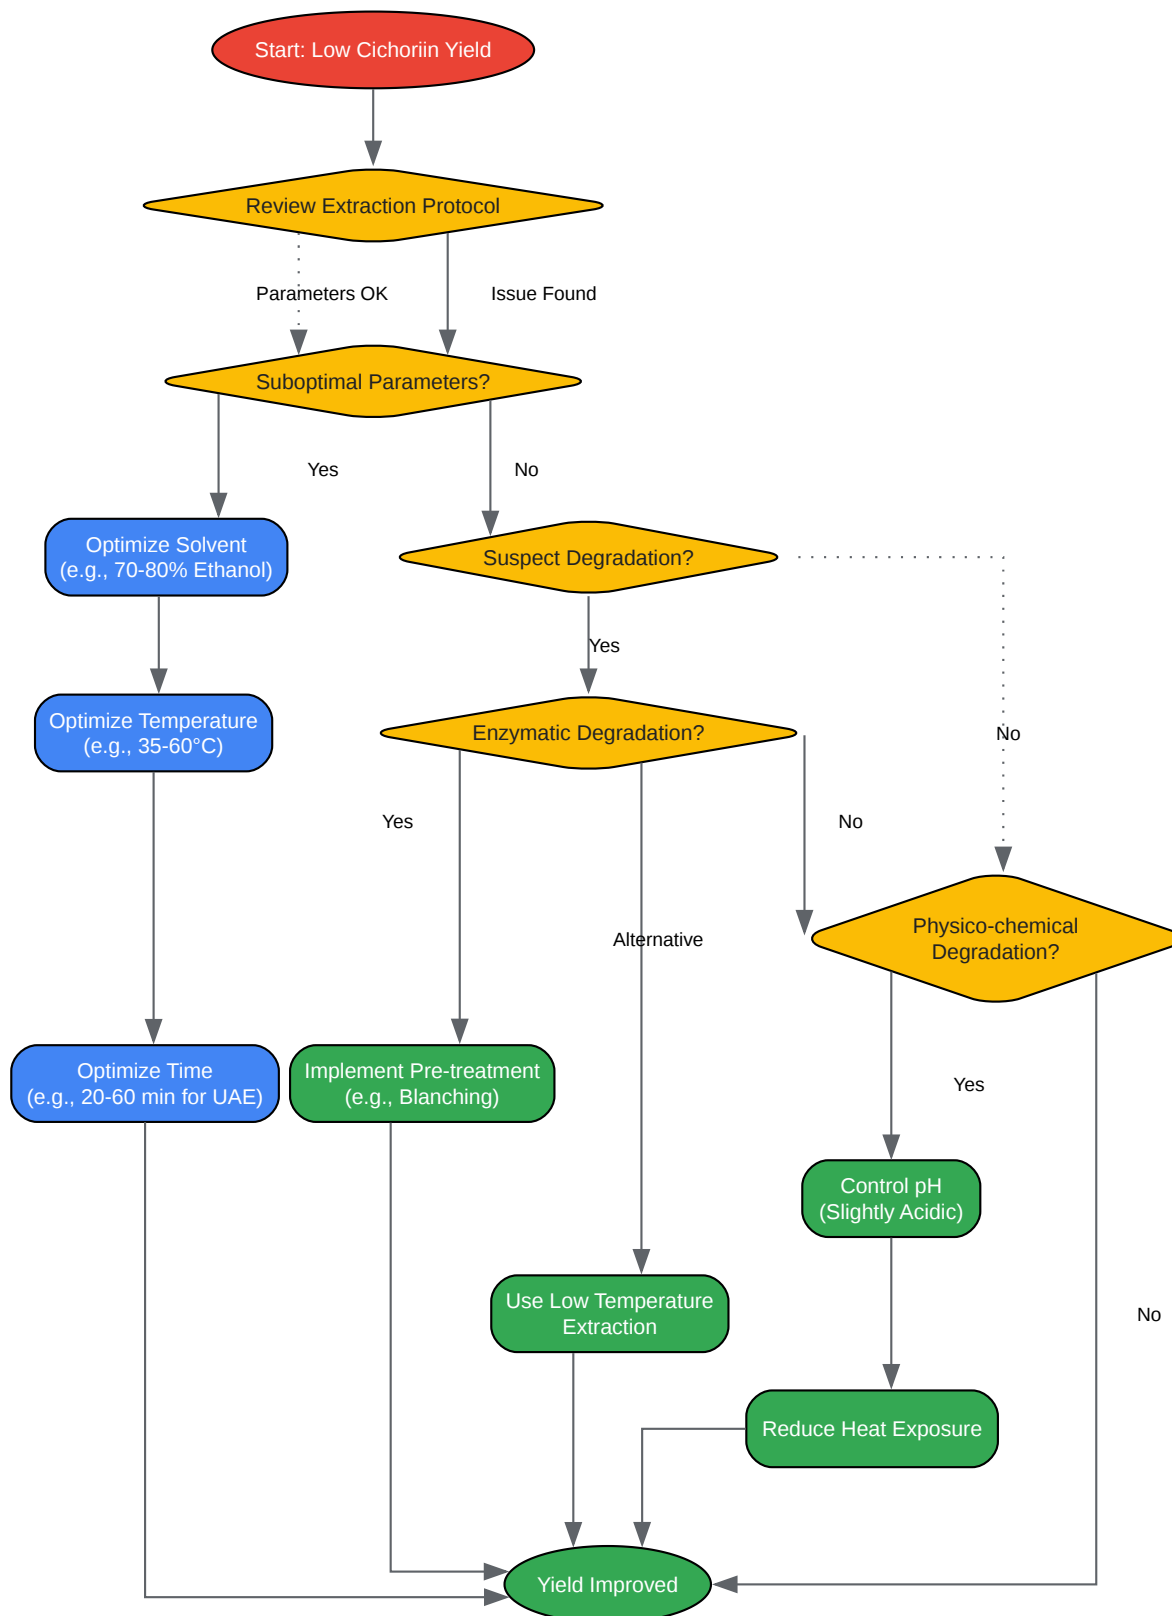 Start: Low Cichoriin Yield
Review Extraction Protocol
Parameters OK
Issue Found
Suboptimal Parameters?
Yes
No
Optimize Solvent
(e.g., 70-80% Ethanol)
Suspect Degradation?
Yes
Optimize Temperature
(e.g., 35-60°C)
Enzymatic Degradation?
No
Yes
No
Alternative
Physico-chemical
Degradation?
Optimize Time
(e.g., 20-60 min for UAE)
Implement Pre-treatment
(e.g., Blanching)
Yes
Control pH
(Slightly Acidic)
Use Low Temperature
Extraction
No
Reduce Heat Exposure
Yield Improved